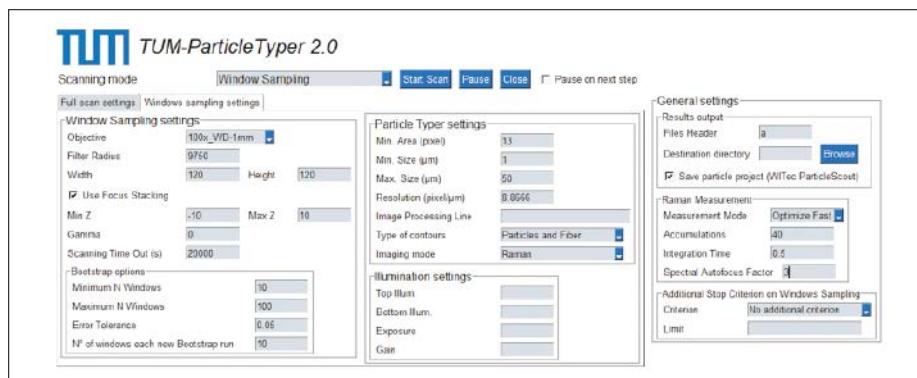 TUM TUM-ParticleTyper 2.0
Scanning mode Window Sampling Start Scan Pause Close Pause on next step
Full scan settings Windows sampling settings
Window Sampling settings
Objective 100x_WD-1mm
Filter Radius 9750
Width 120 Height 120
Use Focus Stacking
Min Z -10 Max Z 10
Gamma 0
Scanning Time Out (s) 20000
Bootstrap options
Minimum N Windows 10
Maximum N Windows 100
Error Tolerance 0.05
N° of windows each new Bootstrap run 10
Particle Typer settings
Min. Area (pixel) 13
Min. Size (µm) 1
Max. Size (µm) 50
Resolution (pixel/µm) 8.8666
Image Processing Line
Type of contours Particles and Fiber
Imaging mode Raman
Illumination settings
Top Illum.
Bottom Illum.
Exposure
Gain
General settings
Results output
Files Header a
Destination directory Browse
Save particle project (WITec ParticleScout)
Raman Measurement
Measurement Mode Optimize Fast
Accumulations 40
Integration Time 0.5
Spectral Autofocus Factor 3
Additional Stop Criterion on Windows Sampling
Criterion No additional criterion
Limit